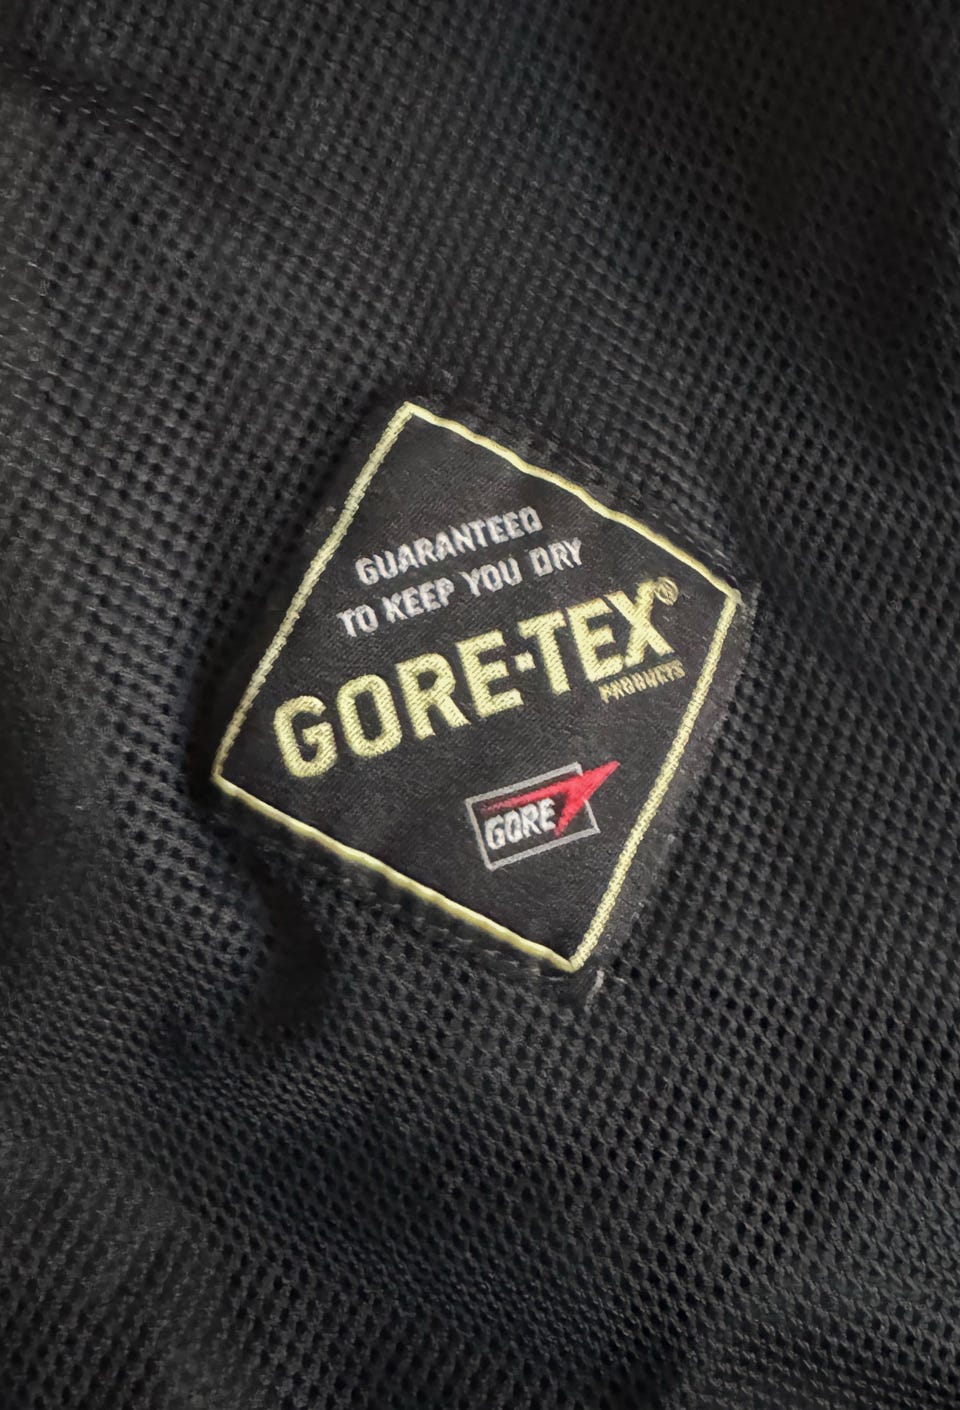 GUARANTEED
TO KEEP YOU DRY
GORE-TEX®
PRODUCTS
GORE